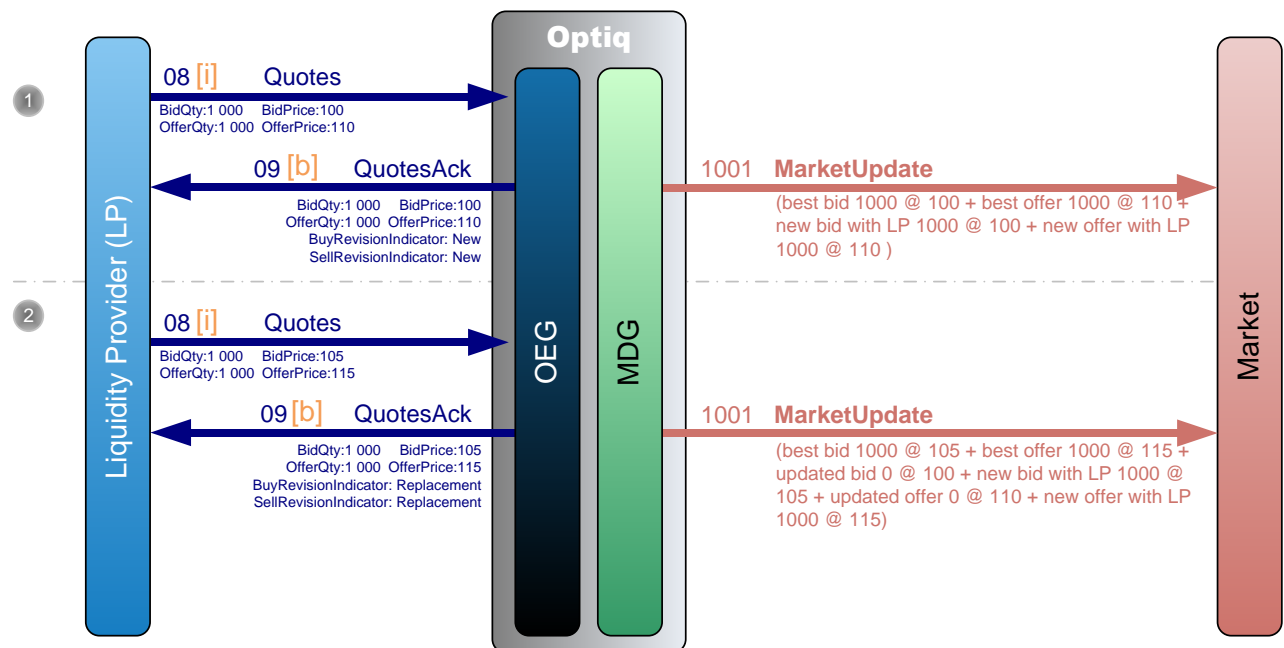 Optiq
1
08 [i] Quotes
BidQty:1 000 BidPrice:100
OfferQty:1 000 OfferPrice:110
09 [b] QuotesAck
BidQty:1 000 BidPrice:100
OfferQty:1 000 OfferPrice:110
BuyRevisionIndicator: New
SellRevisionIndicator: New
1001 MarketUpdate
(best bid 1000 @ 100 + best offer 1000 @ 110 +
new bid with LP 1000 @ 100 + new offer with LP
1000 @ 110 )
2
08 [i] Quotes
BidQty:1 000 BidPrice:105
OfferQty:1 000 OfferPrice:115
09 [b] QuotesAck
BidQty:1 000 BidPrice:105
OfferQty:1 000 OfferPrice:115
BuyRevisionIndicator: Replacement
SellRevisionIndicator: Replacement
1001 MarketUpdate
(best bid 1000 @ 105 + best offer 1000 @ 115 +
updated bid 0 @ 100 + new bid with LP 1000 @
105 + updated offer 0 @ 110 + new offer with LP
1000 @ 115)
Liquidity Provider (LP)
OEG
MDG
Market